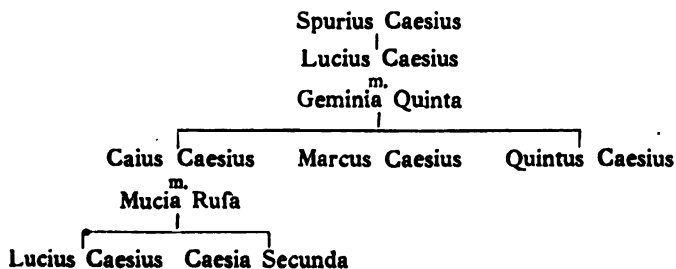 Spurius Caesius
Lucius Caesius
m.
Geminia Quinta
Caius Caesius Marcus Caesius Quintus Caesius
m.
Mucia Rufa
Lucius Caesius Caesia Secunda